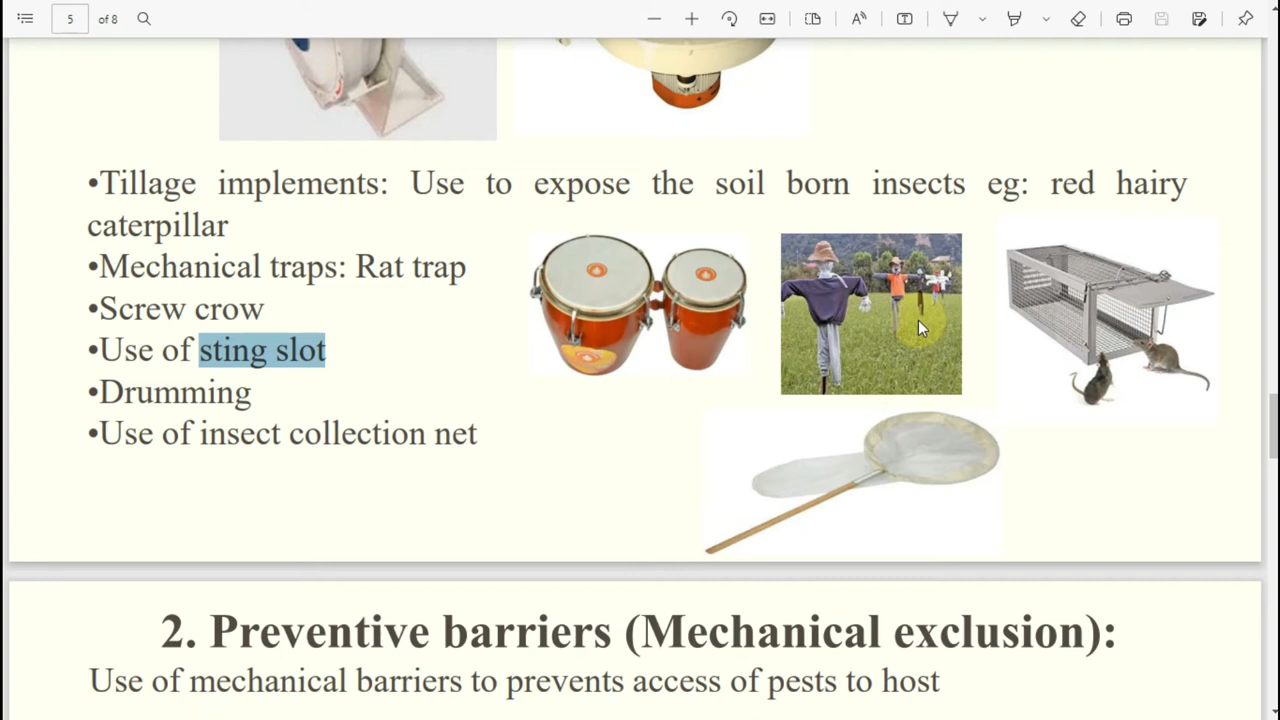 5 of 8
•Tillage implements: Use to expose the soil born insects eg: red hairy
caterpillar
•Mechanical traps: Rat trap
•Screw crow
•Use of sting slot
•Drumming
•Use of insect collection net
2. Preventive barriers (Mechanical exclusion):
Use of mechanical barriers to prevents access of pests to host